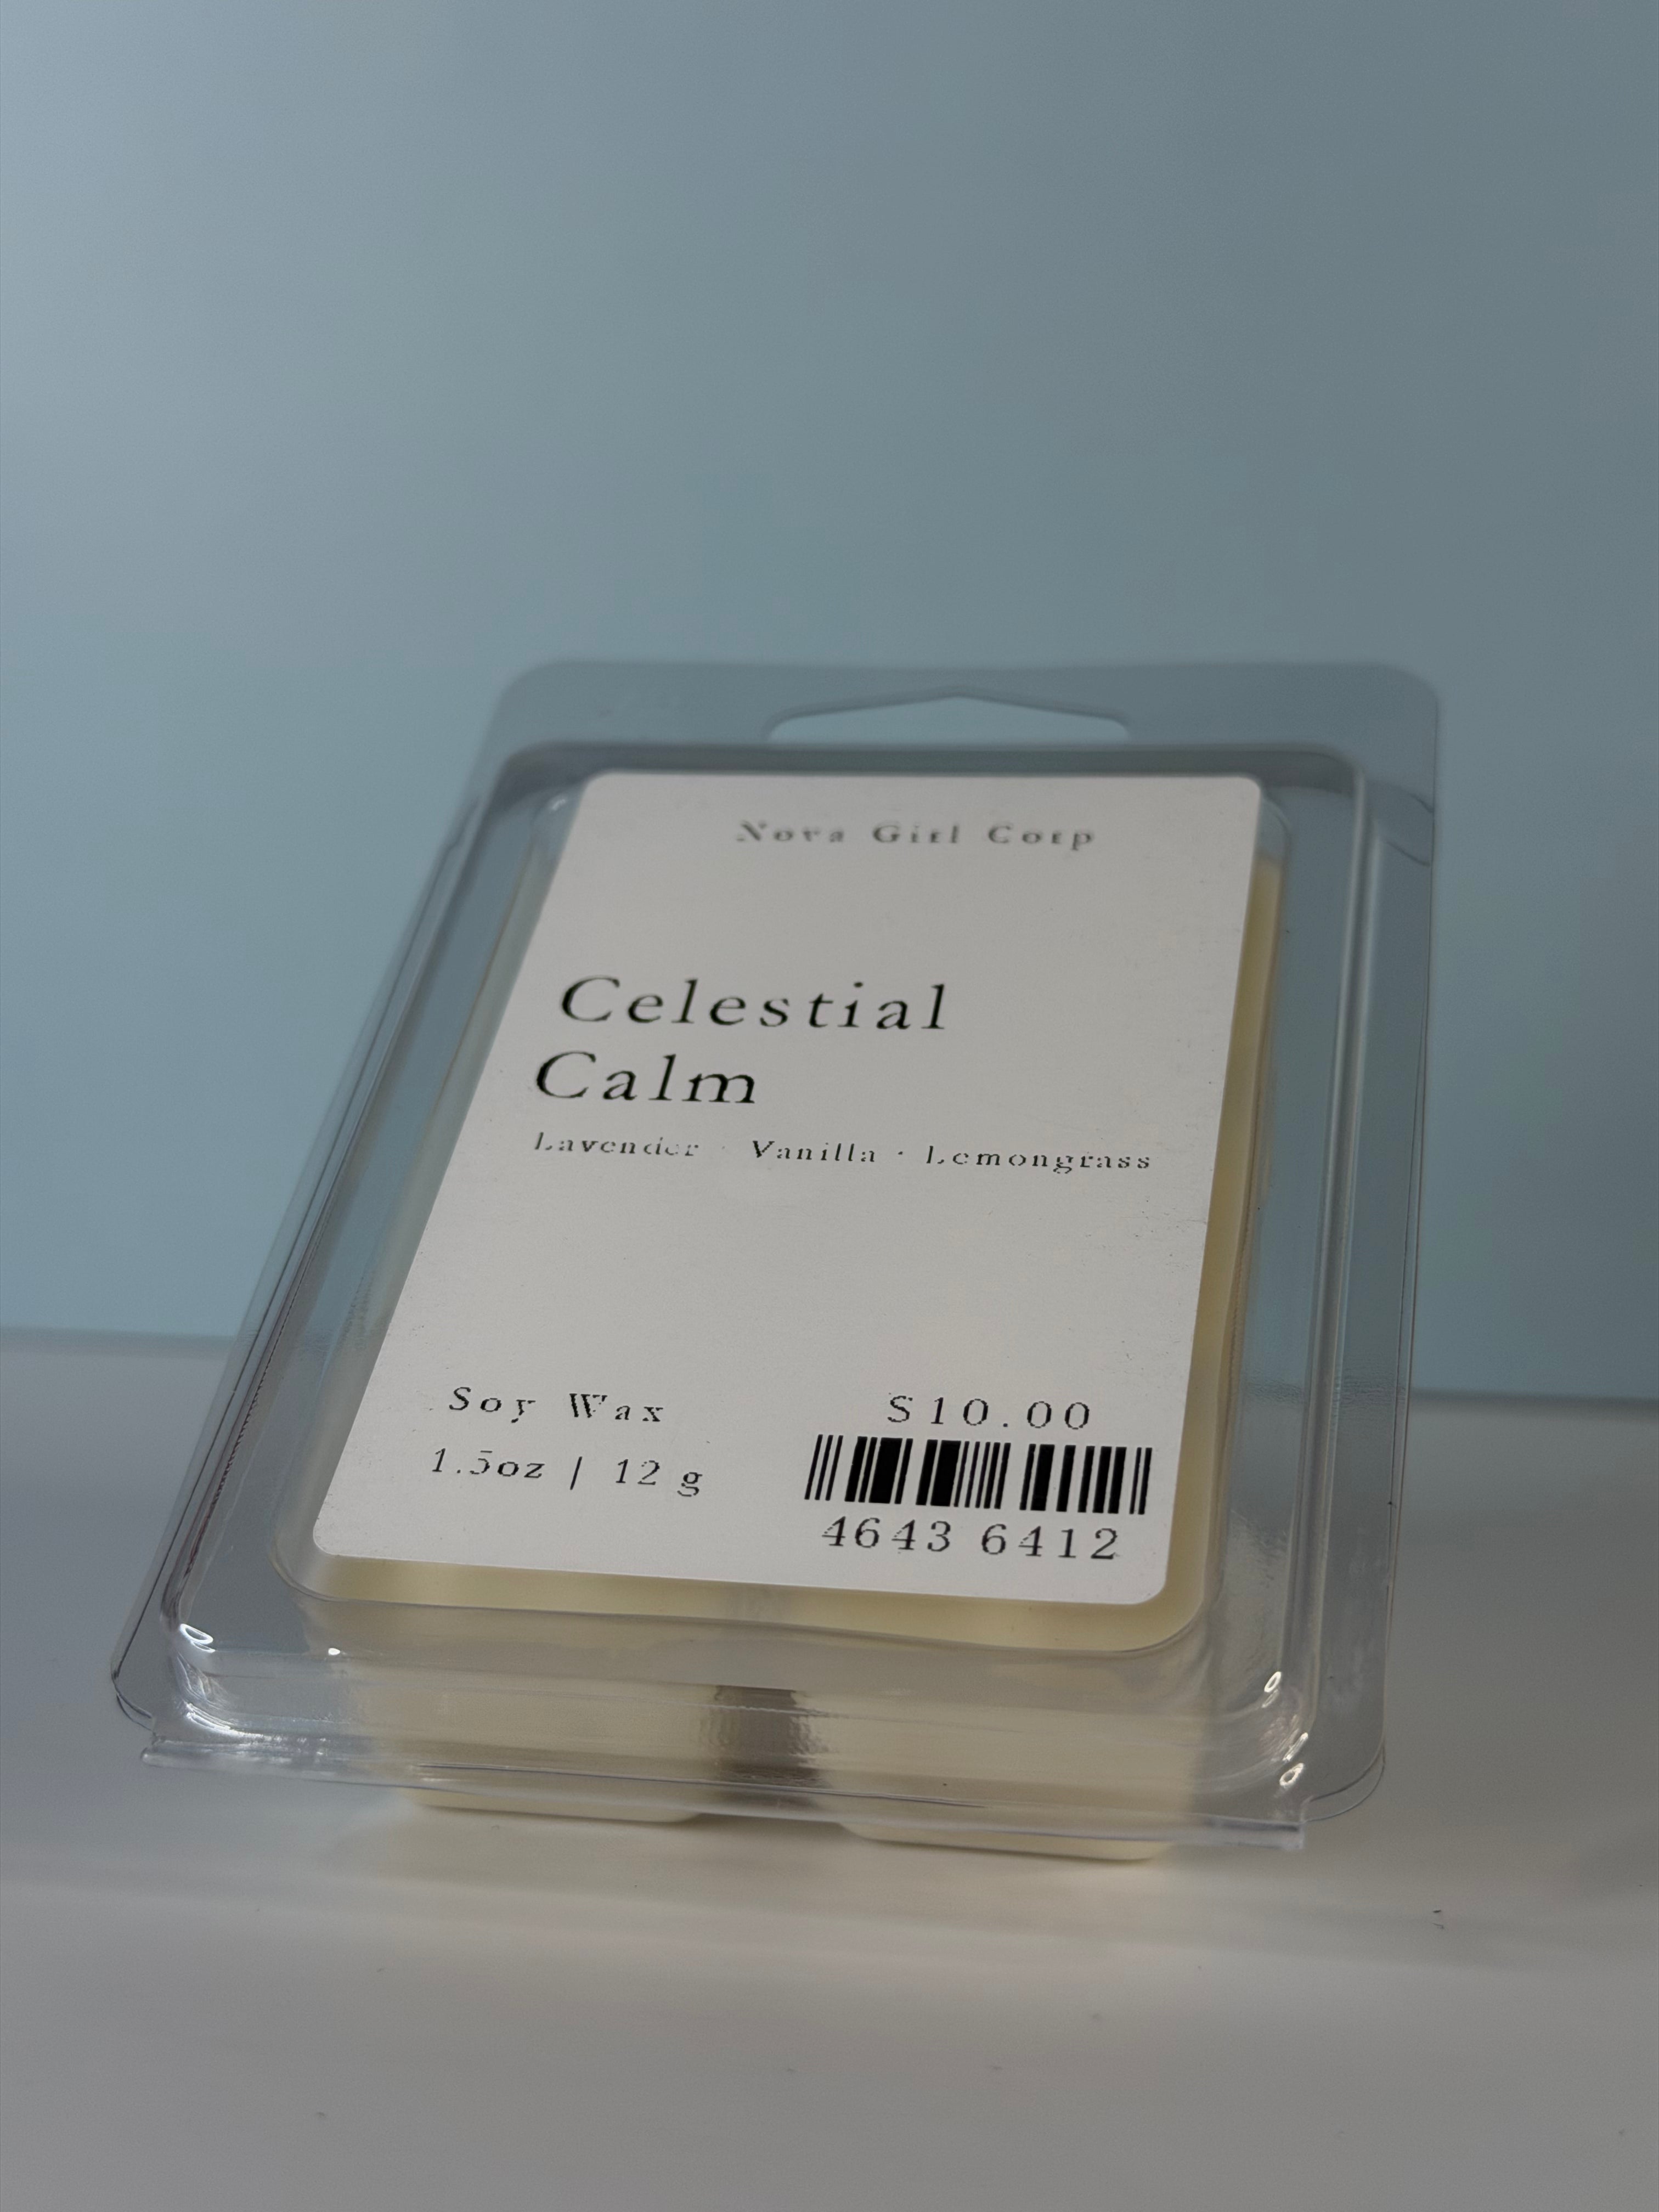 Nova Girl Corp
Celestial
Calm
Lavender · Vanilla · Lemongrass
Soy Wax
1.5oz | 12 g
$10.00
4643 6412